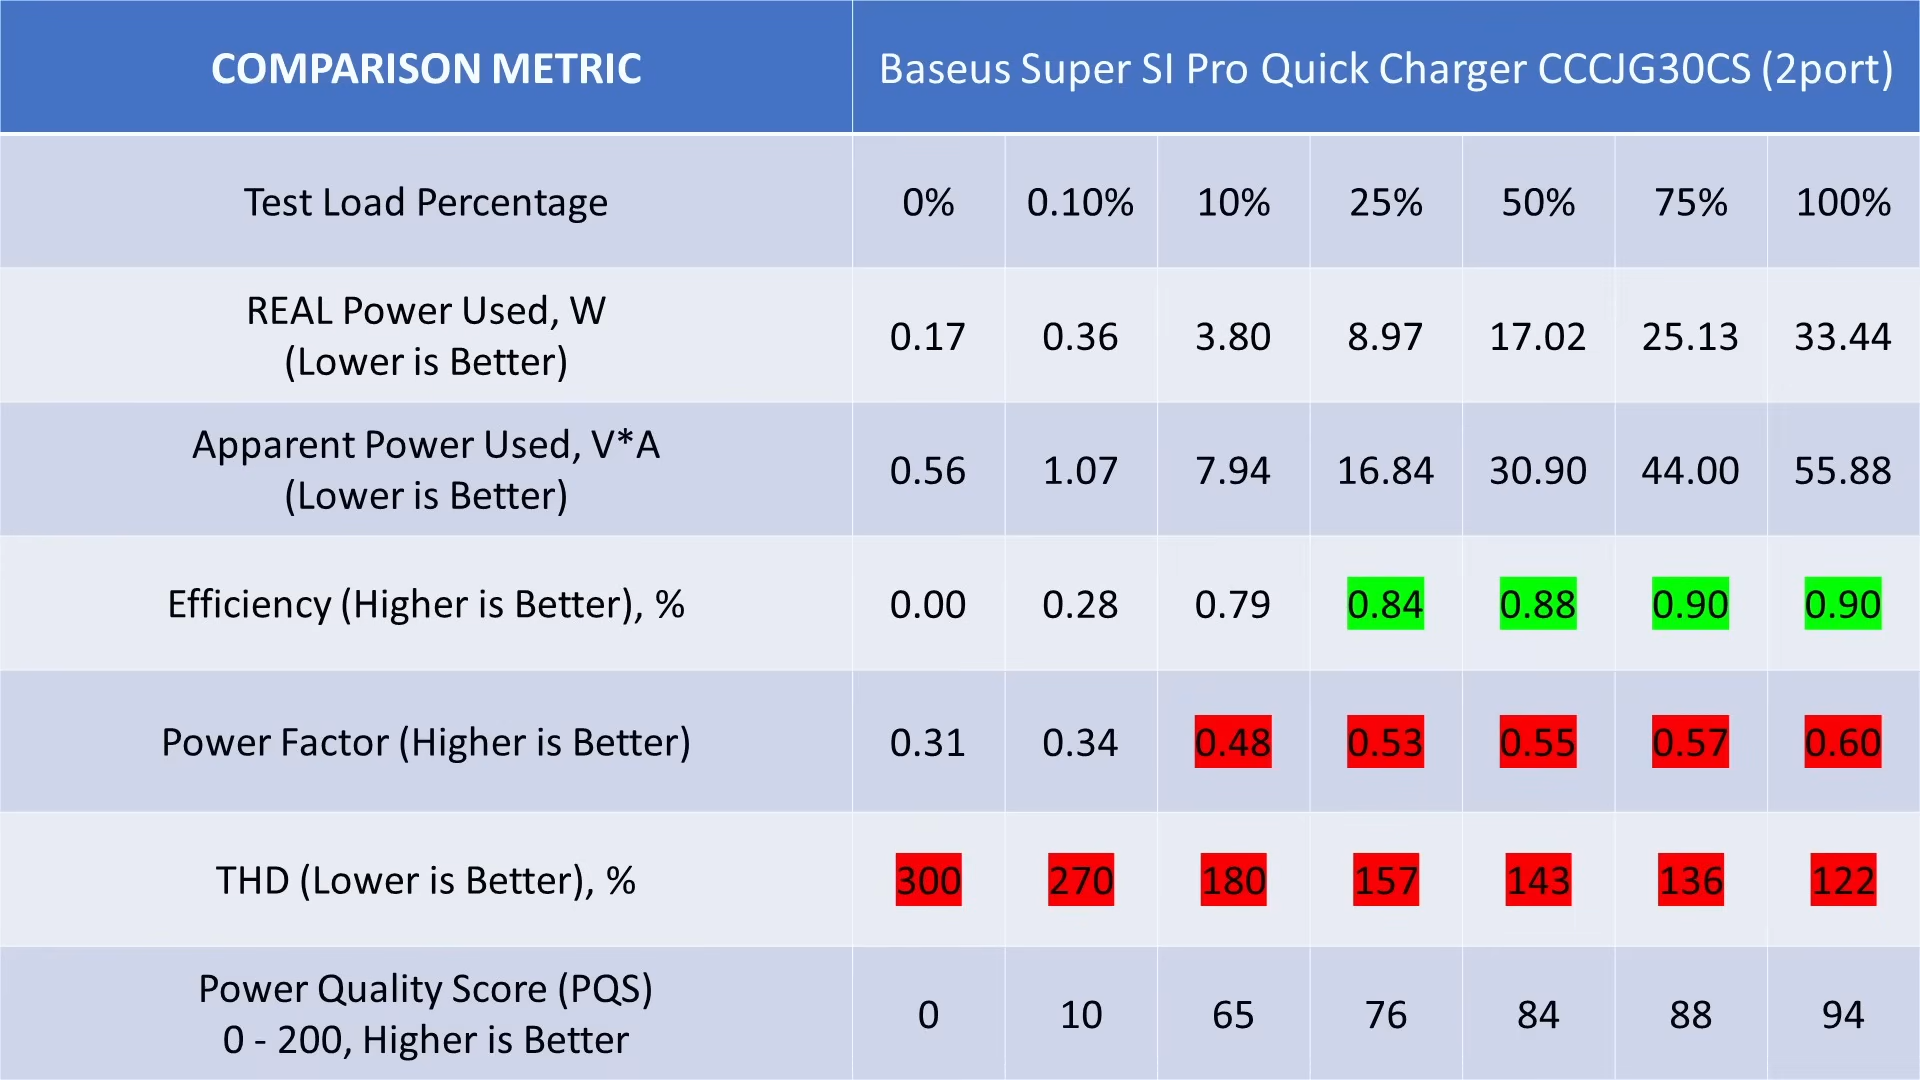 COMPARISON METRIC Baseus Super SI Pro Quick Charger CCCJG30CS (2port)
Test Load Percentage 0% 0.10% 10% 25% 50% 75% 100%
REAL Power Used, W
(Lower is Better) 0.17 0.36 3.80 8.97 17.02 25.13 33.44
Apparent Power Used, V*A
(Lower is Better) 0.56 1.07 7.94 16.84 30.90 44.00 55.88
Efficiency (Higher is Better), % 0.00 0.28 0.79 0.84 0.88 0.90 0.90
Power Factor (Higher is Better) 0.31 0.34 0.48 0.53 0.55 0.57 0.60
THD (Lower is Better), % 300 270 180 157 143 136 122
Power Quality Score (PQS)
0 - 200, Higher is Better 0 10 65 76 84 88 94